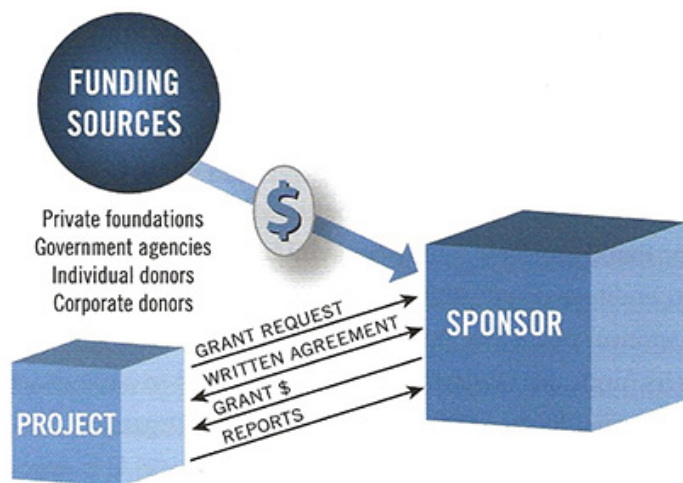 FUNDING
SOURCES
$
Private foundations
Government agencies
Individual donors
Corporate donors
SPONSOR
GRANT REQUEST
WRITTEN AGREEMENT
GRANT $
REPORTS
PROJECT